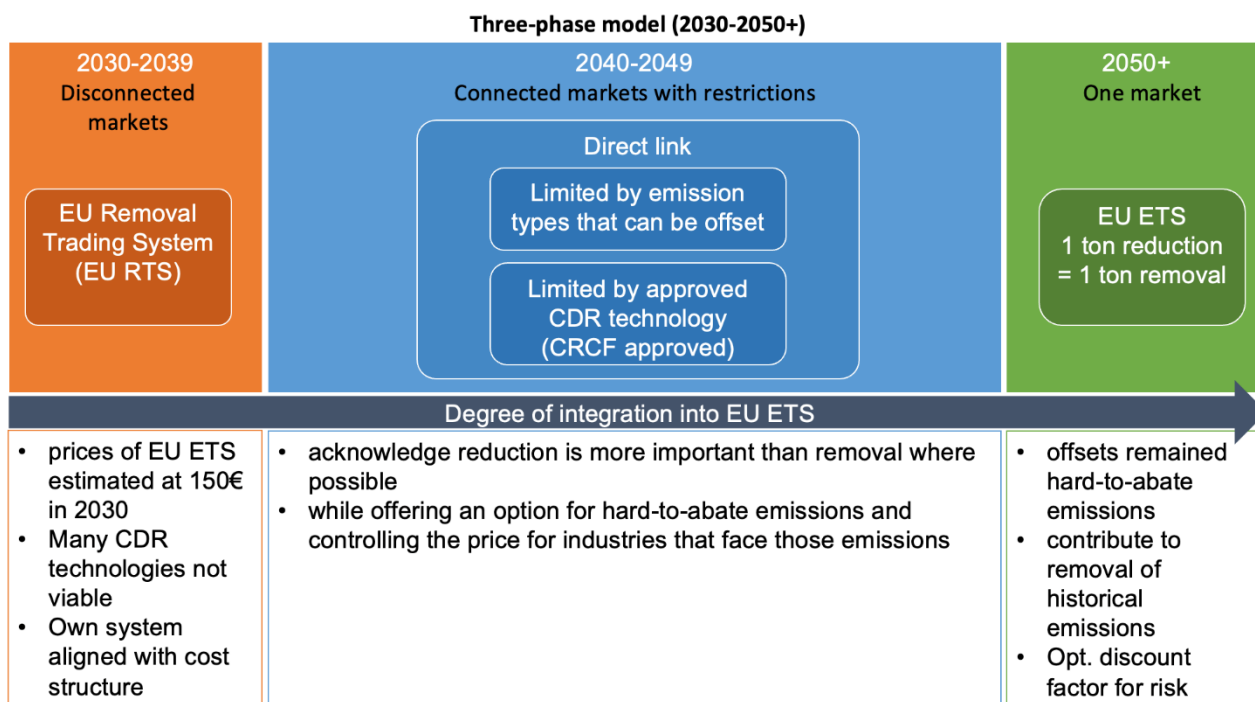 Three-phase model (2030-2050+)
2030-2039
Disconnected
markets
EU Removal
Trading System
(EU RTS)
2040-2049
Connected markets with restrictions
Direct link
Limited by emission
types that can be offset
Limited by approved
CDR technology
(CRCF approved)
2050+
One market
EU ETS
1 ton reduction
= 1 ton removal
Degree of integration into EU ETS
• prices of EU ETS
estimated at 150€
in 2030
• Many CDR
technologies not
viable
• Own system
aligned with cost
structure
• acknowledge reduction is more important than removal where
possible
• while offering an option for hard-to-abate emissions and
controlling the price for industries that face those emissions
• offsets remained
hard-to-abate
emissions
• contribute to
removal of
historical
emissions
• Opt. discount
factor for risk